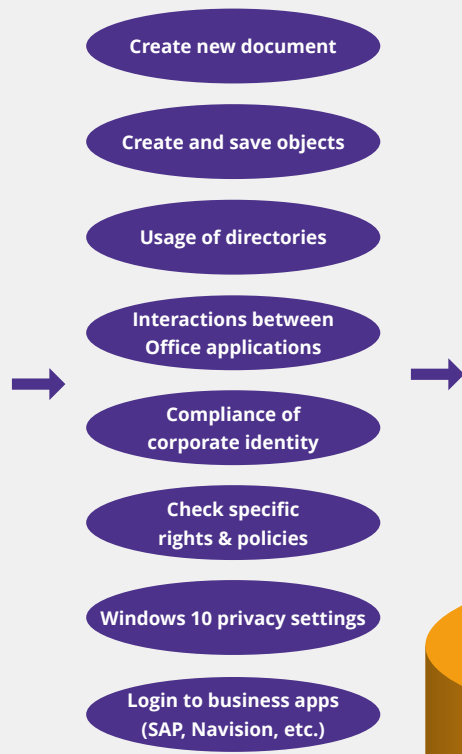 Create new document
Create and save objects
Usage of directories
Interactions between
Office applications
Compliance of
corporate identity
Check specific
rights & policies
Windows 10 privacy settings
Login to business apps
(SAP, Navision, etc.)